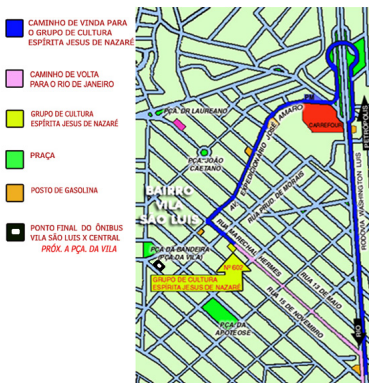 CAMINHO DE VINDA PARA
O GRUPO DE CULTURA
ESPÍRITA JESUS DE NAZARÉ
CAMINHO DE VOLTA
PARA O RIO DE JANEIRO
GRUPO DE CULTURA
ESPÍRITA JESUS DE NAZARÉ
PRAÇA
POSTO DE GASOLINA
PONTO FINAL DO ÔNIBUS
VILA SÃO LUIS X CENTRAL
PRÓX. A PÇA. DA VILA
PÇA. DR LAUREANO
PÇA. JOÃO
CAETANO
AV. EXPEDICIONÁRIO JOSÉ AMARO
CARREFOUR
PETRÓPOLIS
RODOVIA WASHINGTON LUIS
RUA PRUD. DE MORAIS
BAIRRO
VILA
SÃO LUIS
RUA MARECHAL HERMES
PÇA DA BANDEIRA
(PÇA DA VILA)
Nº 602
GRUPO DE CULTURA
ESPÍRITA JESUS DE NAZARÉ
RUA 13 DE MAIO
RUA 15 DE NOVEMBRO
PÇA DA
APOTEOSE
RIO